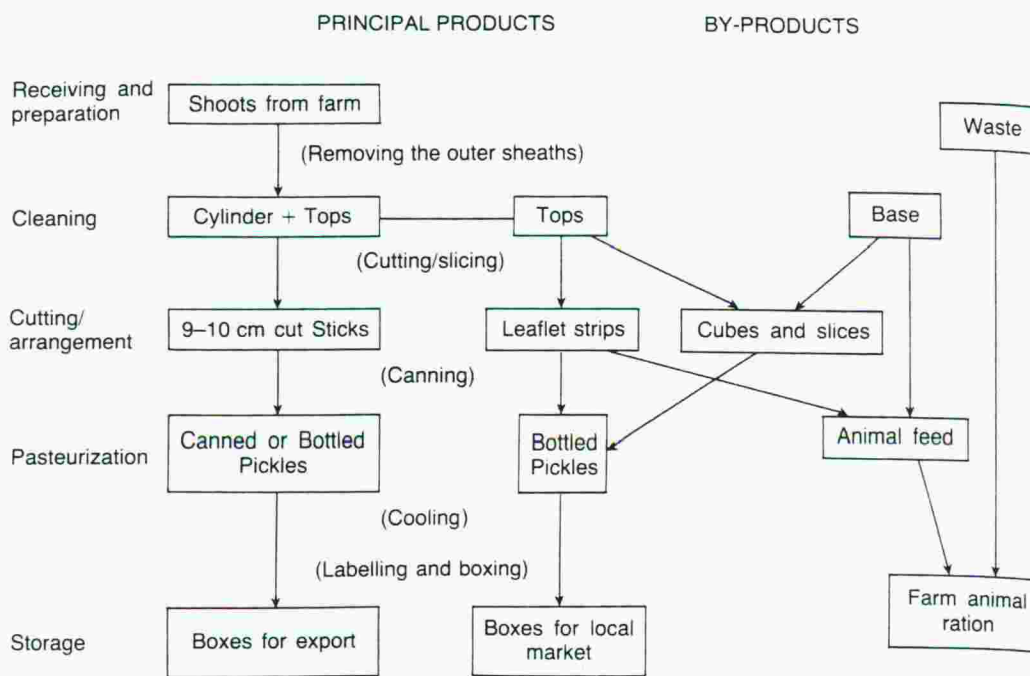 PRINCIPAL PRODUCTS
BY-PRODUCTS
Receiving and
preparation
Shoots from farm
Waste
(Removing the outer sheaths)
Cleaning
Cylinder + Tops
Tops
Base
(Cutting/slicing)
Cutting/
arrangement
9–10 cm cut Sticks
Leaflet strips
Cubes and slices
(Canning)
Pasteurization
Canned or Bottled
Pickles
Bottled
Pickles
Animal feed
(Cooling)
(Labelling and boxing)
Storage
Boxes for export
Boxes for local
market
Farm animal
ration